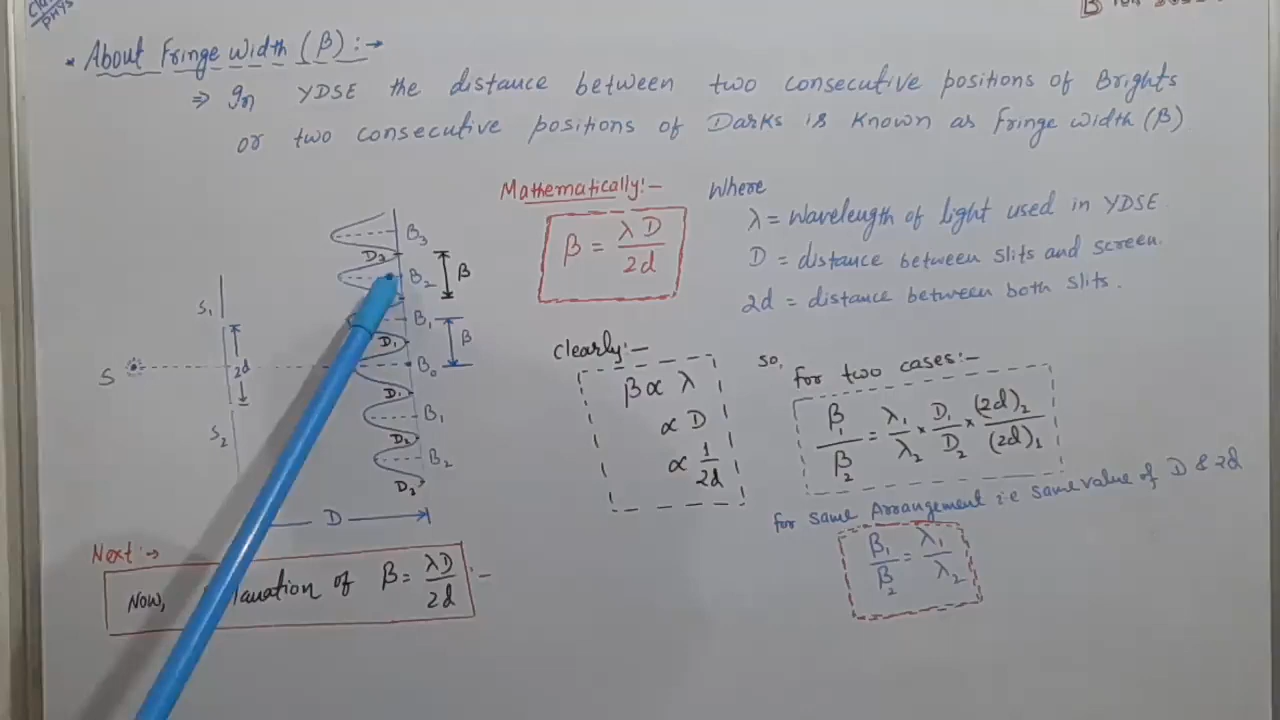 * About Fringe Width (β) :→
⇒ In YDSE the distance between two consecutive positions of Brights
or two consecutive positions of Darks is known as fringe width (β)
Mathematically:-
β = λD / 2d
Where
λ = Wavelength of light used in YDSE.
D = distance between slits and screen.
2d = distance between both slits.
B3
D3
B2
β
B1
D1
β
B0
D1
B1
D2
B2
D2
S1
2d
S
S2
D
Clearly:-
β ∝ λ
∝ D
∝ 1/2d
So, for two cases:-
β1/β2 = λ1/λ2 × D1/D2 × (2d)2/(2d)1
for same Arrangement i.e same value of D & 2d
β1/β2 = λ1/λ2
Next:→
Now, of β = λD/2d :-